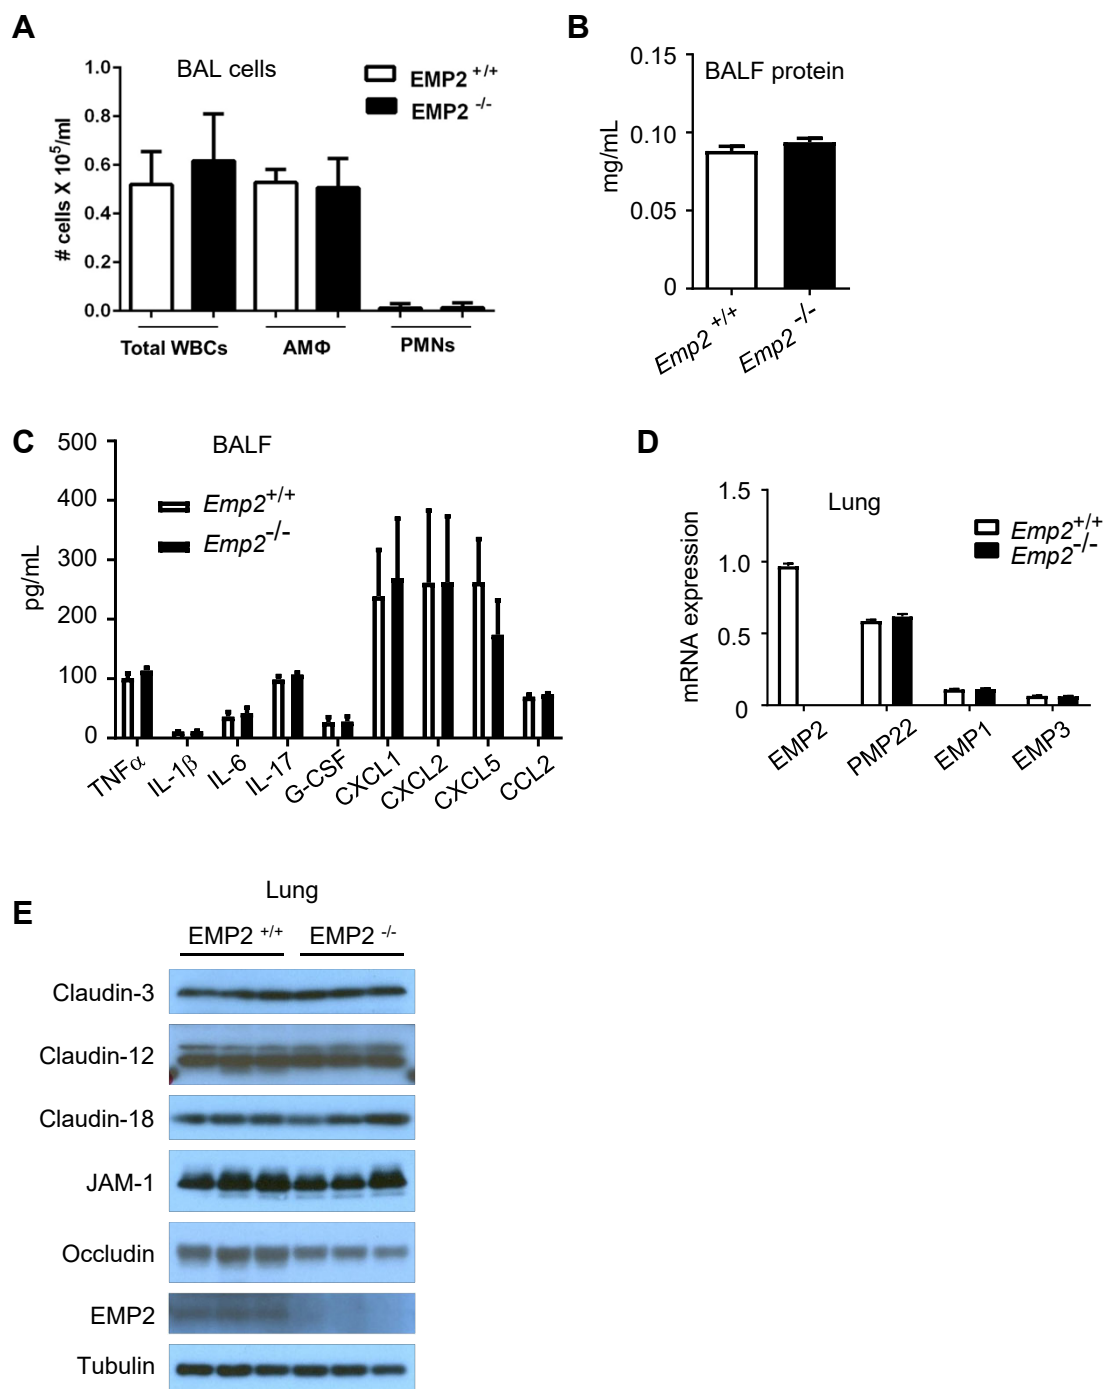 A
BAL cells
EMP2 +/+
EMP2 -/-
# cells X 10⁵/ml
1.0
0.8
0.6
0.4
0.2
0.0
Total WBCs
AMΦ
PMNs
B
BALF protein
mg/mL
0.15
0.10
0.05
0
Emp2 +/+
Emp2 -/-
C
BALF
Emp2+/+
Emp2-/-
pg/mL
500
400
300
200
100
0
TNFα
IL-1β
IL-6
IL-17
G-CSF
CXCL1
CXCL2
CXCL5
CCL2
D
Lung
Emp2+/+
Emp2-/-
mRNA expression
1.5
1.0
0.5
0
EMP2
PMP22
EMP1
EMP3
E
Lung
EMP2 +/+
EMP2 -/-
Claudin-3
Claudin-12
Claudin-18
JAM-1
Occludin
EMP2
Tubulin